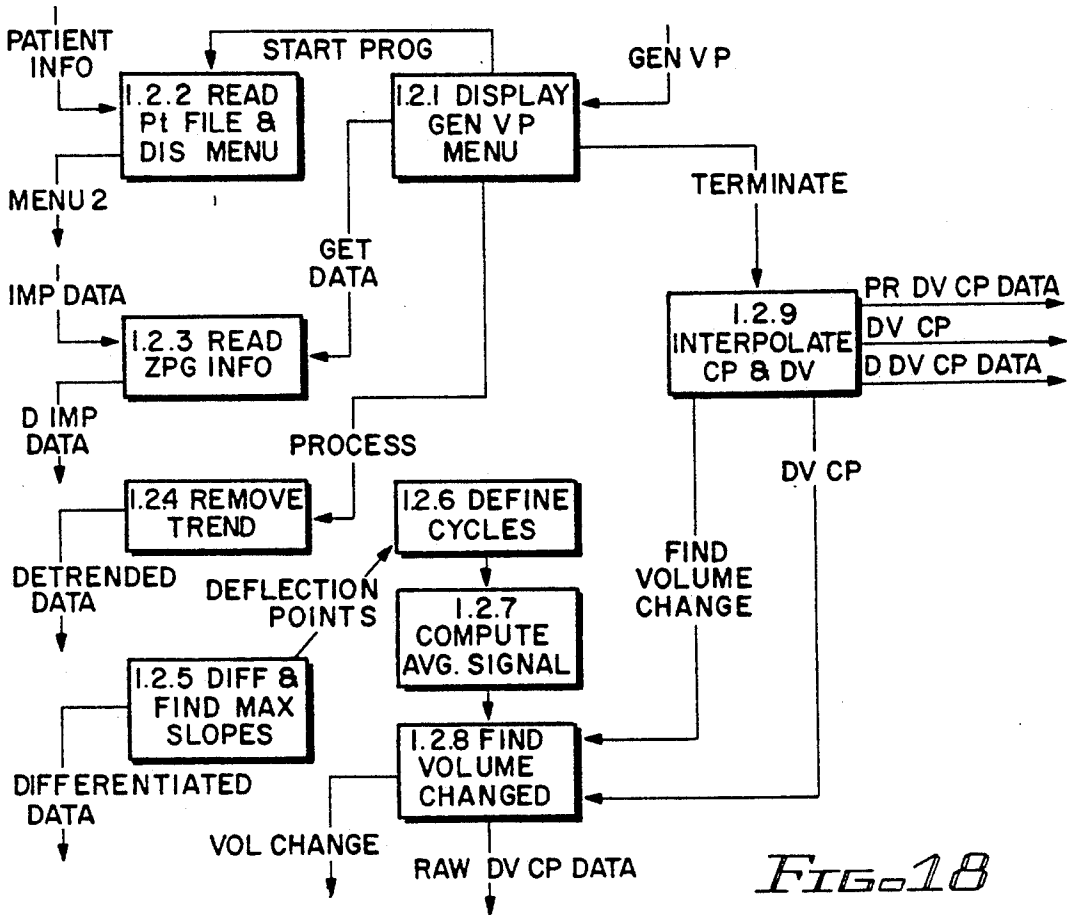 PATIENT
INFO
START PROG
GEN V P
1.2.2 READ
Pt FILE &
DIS MENU
1.2.1 DISPLAY
GEN V P
MENU
MENU 2
TERMINATE
GET
DATA
IMP DATA
1.2.3 READ
ZPG INFO
1.2.9
INTERPOLATE
CP & DV
PR DV CP DATA
DV CP
D DV CP DATA
D IMP
DATA
PROCESS
DV CP
1.2.4 REMOVE
TREND
1.2.6 DEFINE
CYCLES
FIND
VOLUME
CHANGE
DETRENDED
DATA
DEFLECTION
POINTS
1.2.7
COMPUTE
AVG. SIGNAL
1.2.5 DIFF &
FIND MAX
SLOPES
1.2.8 FIND
VOLUME
CHANGED
DIFFERENTIATED
DATA
VOL CHANGE
RAW DV CP DATA
FIG. 18